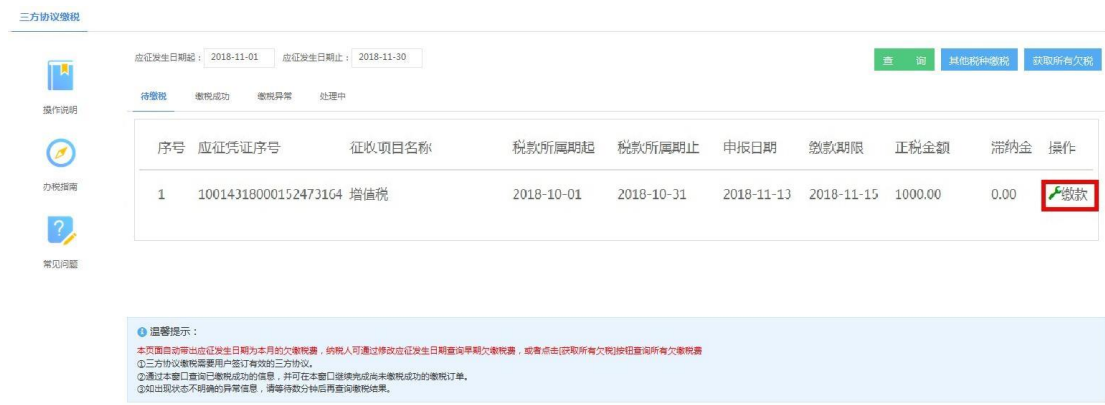 三方协议缴税
应征发生日期起： 2018-11-01 应征发生日期止： 2018-11-30 查 询 其他税种缴税 获取所有欠税
待缴税 缴税成功 缴税异常 处理中
操作说明
序号 应征凭证序号 征收项目名称 税款所属期起 税款所属期止 申报日期 缴款期限 正税金额 滞纳金 操作
办税指南
1 10014318000152473164 增值税 2018-10-01 2018-10-31 2018-11-13 2018-11-15 1000.00 0.00 缴款
常见问题
温馨提示：
本页面自动带出应征发生日期为本月的欠缴税费，纳税人可通过修改应征发生日期查询早期欠缴税费，或者点击[获取所有欠税]按钮查询所有欠缴税费
①三方协议缴税需要用户签订有效的三方协议。
②通过本窗口查询已缴税成功的信息，并可在本窗口继续完成尚未缴税成功的缴税订单。
③如出现状态不明确的异常信息，请等待数分钟后再查询缴税结果。